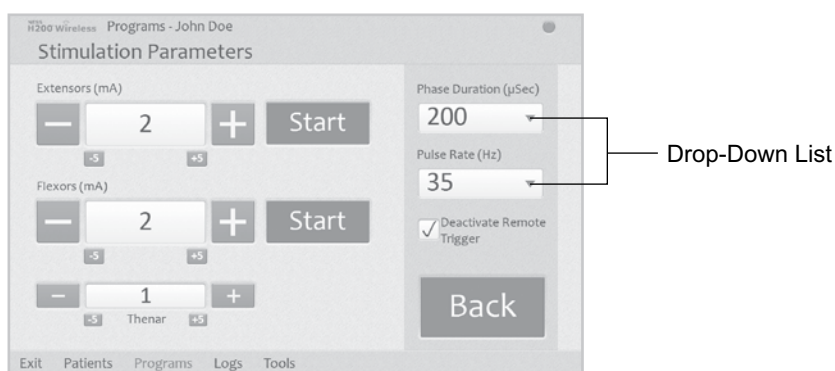 H200 Wireless Programs - John Doe
Stimulation Parameters
Extensors (mA)
− 2 + Start
-5 +5
Flexors (mA)
− 2 + Start
-5 +5
− 1 +
-5 Thenar +5
Phase Duration (µSec)
200
Pulse Rate (Hz)
35
Deactivate Remote
Trigger
Back
Drop-Down List
Exit Patients Programs Logs Tools